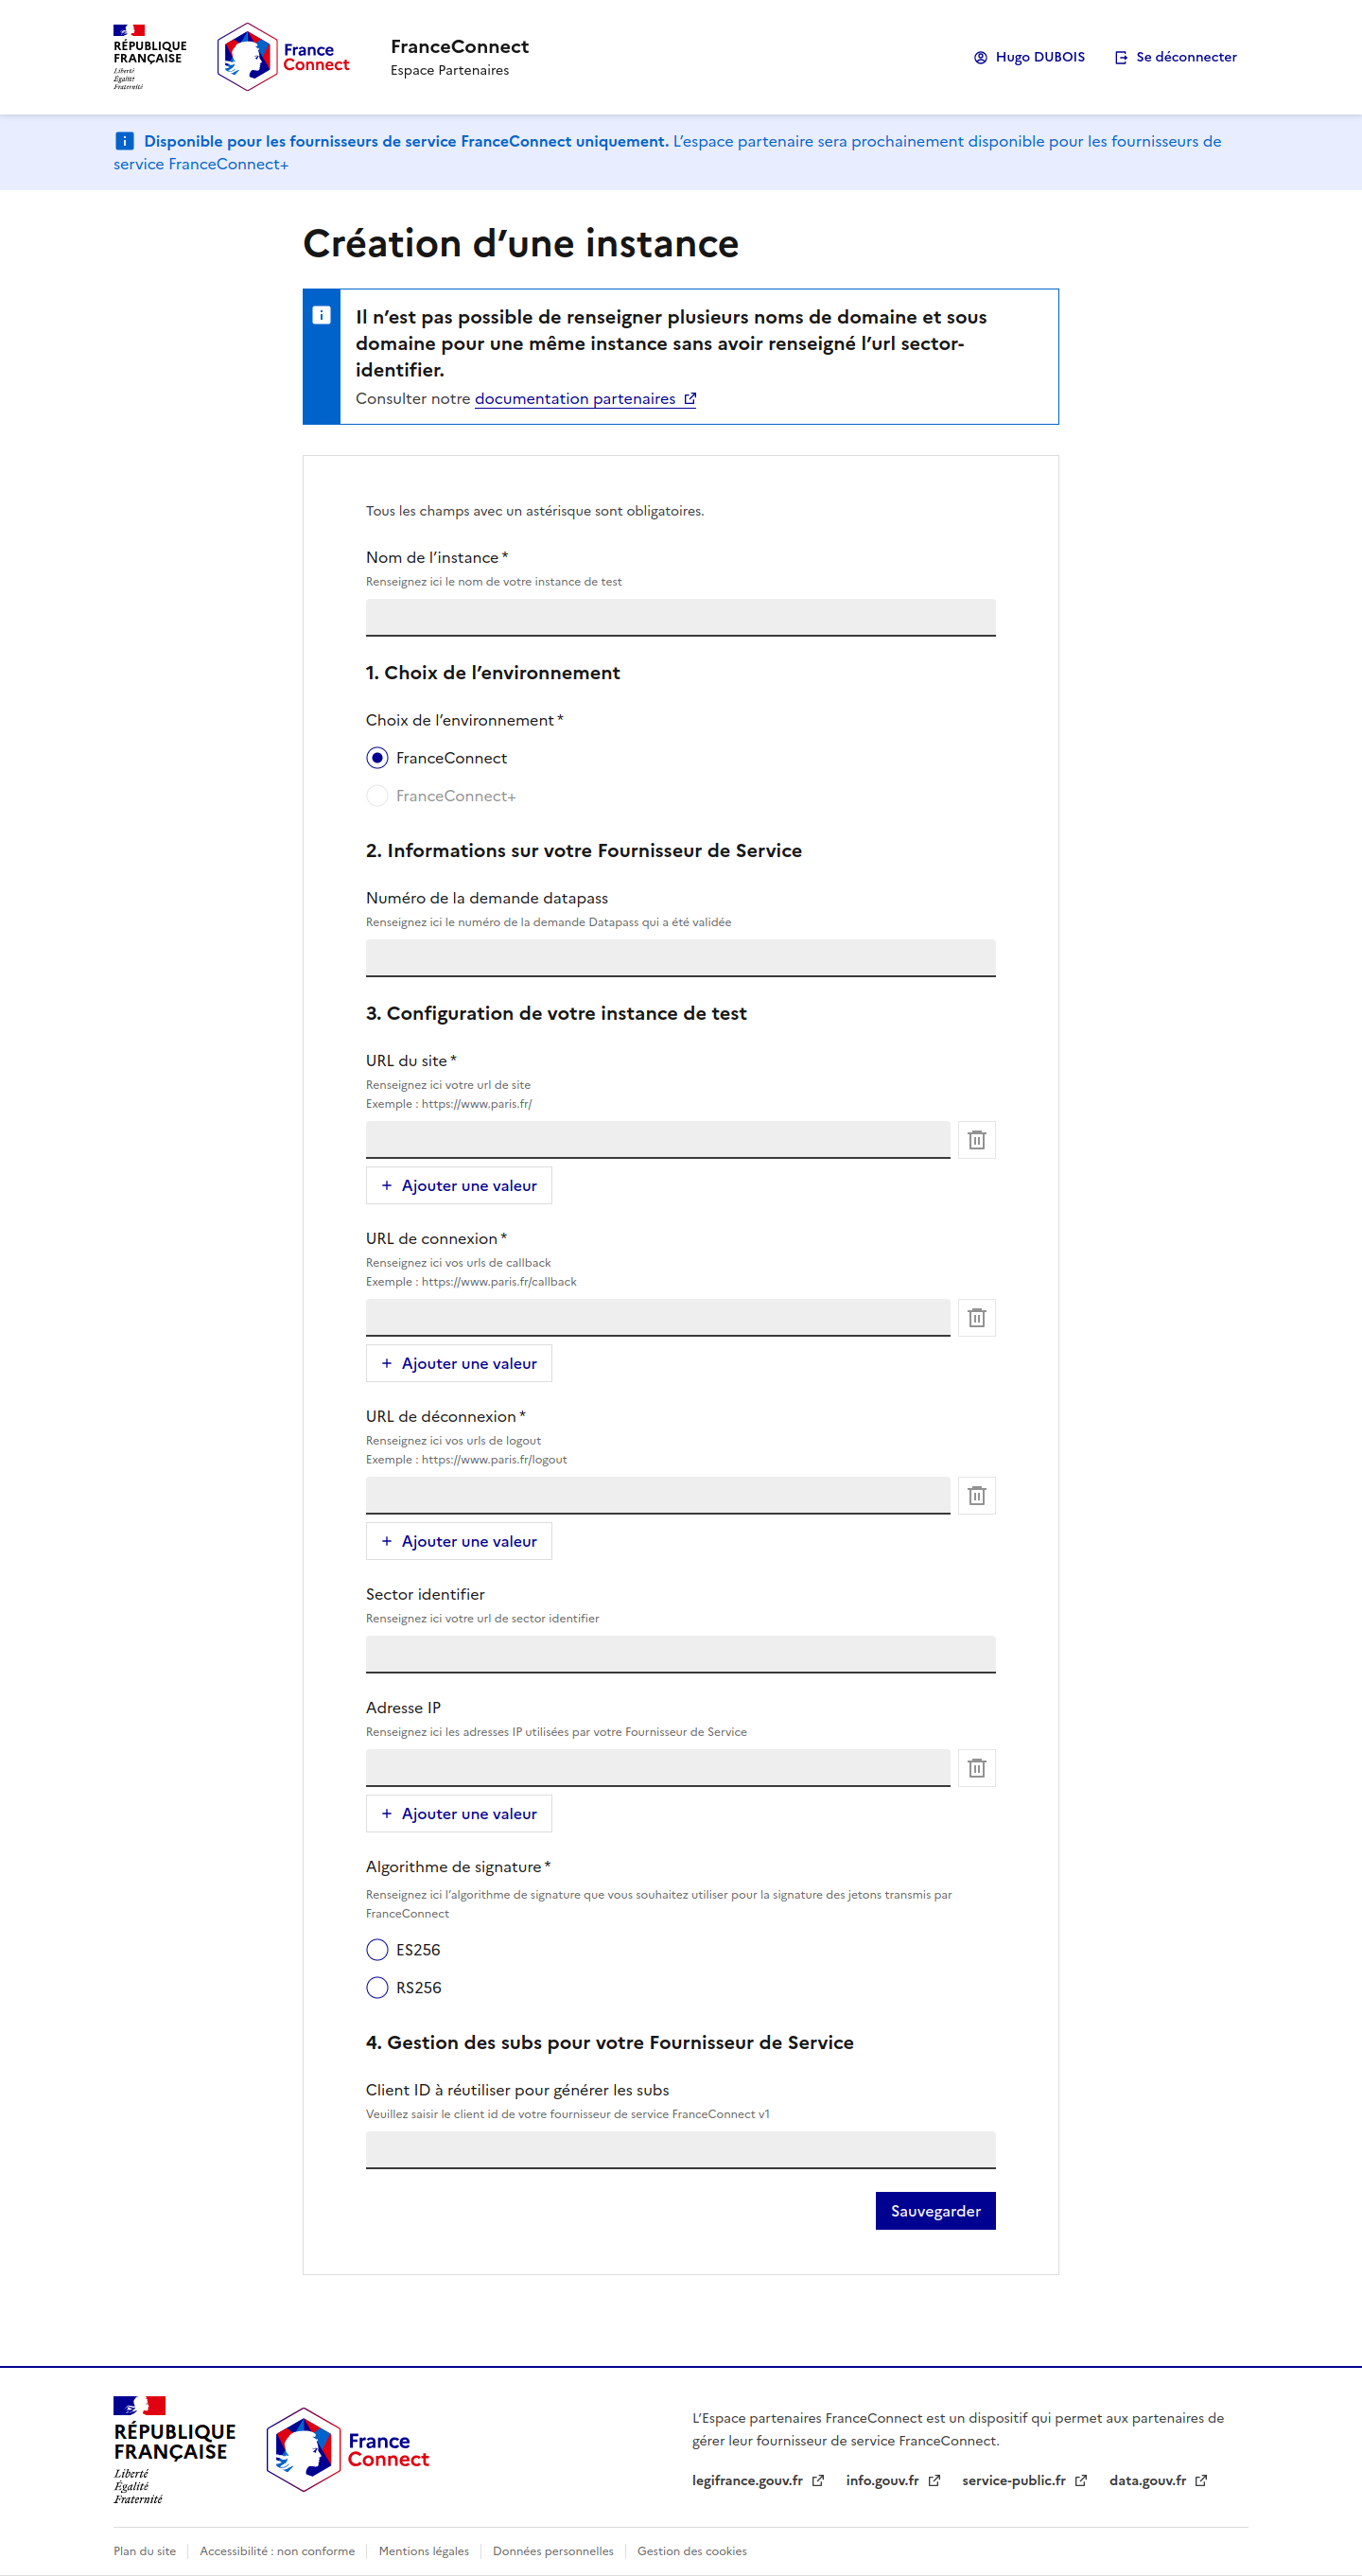 RÉPUBLIQUE
FRANÇAISE
Liberté
Égalité
Fraternité
France
Connect
FranceConnect
Espace Partenaires
Hugo DUBOIS
Se déconnecter
Disponible pour les fournisseurs de service FranceConnect uniquement. L’espace partenaire sera prochainement disponible pour les fournisseurs de
service FranceConnect+
Création d’une instance
Il n’est pas possible de renseigner plusieurs noms de domaine et sous
domaine pour une même instance sans avoir renseigné l’url sector-
identifier.
Consulter notre documentation partenaires
Tous les champs avec un astérisque sont obligatoires.
Nom de l’instance *
Renseignez ici le nom de votre instance de test
1. Choix de l’environnement
Choix de l’environnement *
FranceConnect
FranceConnect+
2. Informations sur votre Fournisseur de Service
Numéro de la demande datapass
Renseignez ici le numéro de la demande Datapass qui a été validée
3. Configuration de votre instance de test
URL du site *
Renseignez ici votre url de site
Exemple : https://www.paris.fr/
+ Ajouter une valeur
URL de connexion *
Renseignez ici vos urls de callback
Exemple : https://www.paris.fr/callback
+ Ajouter une valeur
URL de déconnexion *
Renseignez ici vos urls de logout
Exemple : https://www.paris.fr/logout
+ Ajouter une valeur
Sector identifier
Renseignez ici votre url de sector identifier
Adresse IP
Renseignez ici les adresses IP utilisées par votre Fournisseur de Service
+ Ajouter une valeur
Algorithme de signature *
Renseignez ici l’algorithme de signature que vous souhaitez utiliser pour la signature des jetons transmis par
FranceConnect
ES256
RS256
4. Gestion des subs pour votre Fournisseur de Service
Client ID à réutiliser pour générer les subs
Veuillez saisir le client id de votre fournisseur de service FranceConnect v1
Sauvegarder
RÉPUBLIQUE
FRANÇAISE
Liberté
Égalité
Fraternité
France
Connect
L’Espace partenaires FranceConnect est un dispositif qui permet aux partenaires de
gérer leur fournisseur de service FranceConnect.
legifrance.gouv.fr info.gouv.fr service-public.fr data.gouv.fr
Plan du site Accessibilité : non conforme Mentions légales Données personnelles Gestion des cookies